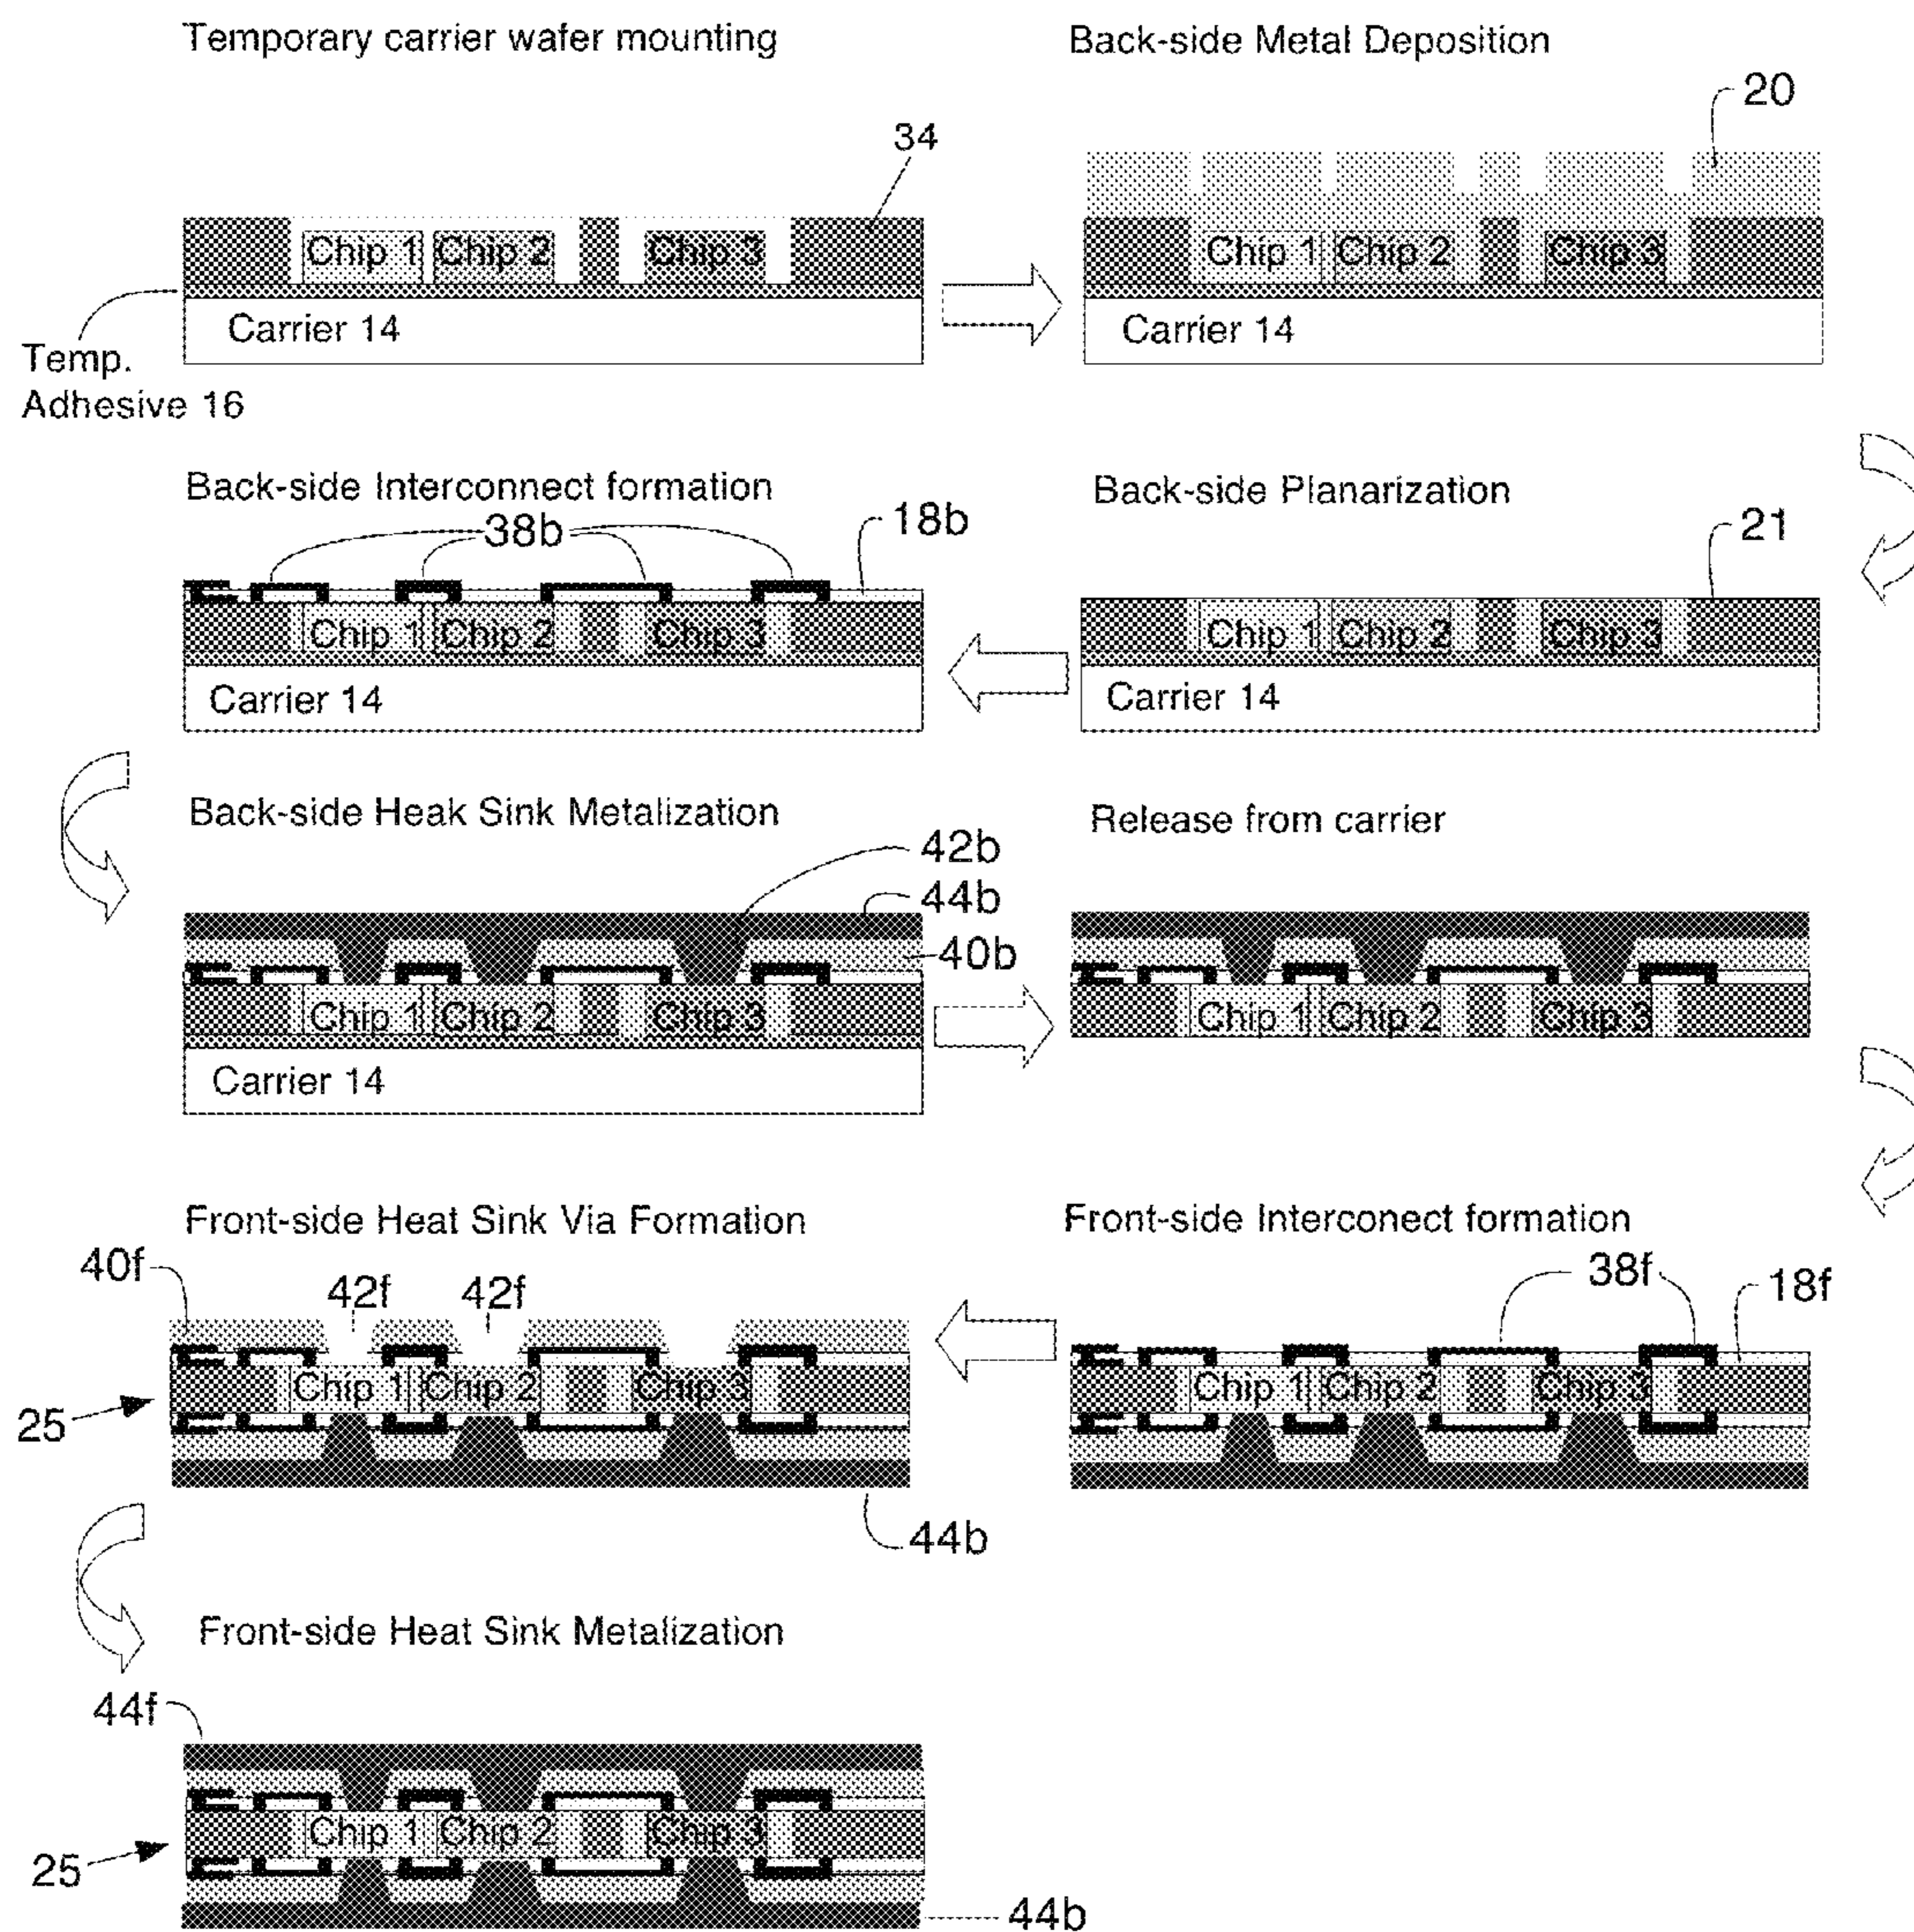 Temporary carrier wafer mounting
Back-side Metal Deposition
20
34
Chip 1
Chip 2
Chip 3
Chip 1
Chip 2
Chip 3
Carrier 14
Carrier 14
Temp.
Adhesive 16
Back-side Interconnect formation
Back-side Planarization
38b
18b
21
Chip 1
Chip 2
Chip 3
Chip 1
Chip 2
Chip 3
Carrier 14
Carrier 14
Back-side Heak Sink Metalization
Release from carrier
42b
44b
40b
Chip 1
Chip 2
Chip 3
Chip 1
Chip 2
Chip 3
Carrier 14
Front-side Heat Sink Via Formation
Front-side Interconect formation
40f
42f
42f
38f
18f
Chip 1
Chip 2
Chip 3
Chip 1
Chip 2
Chip 3
25
44b
Front-side Heat Sink Metalization
44f
Chip 1
Chip 2
Chip 3
25
44b